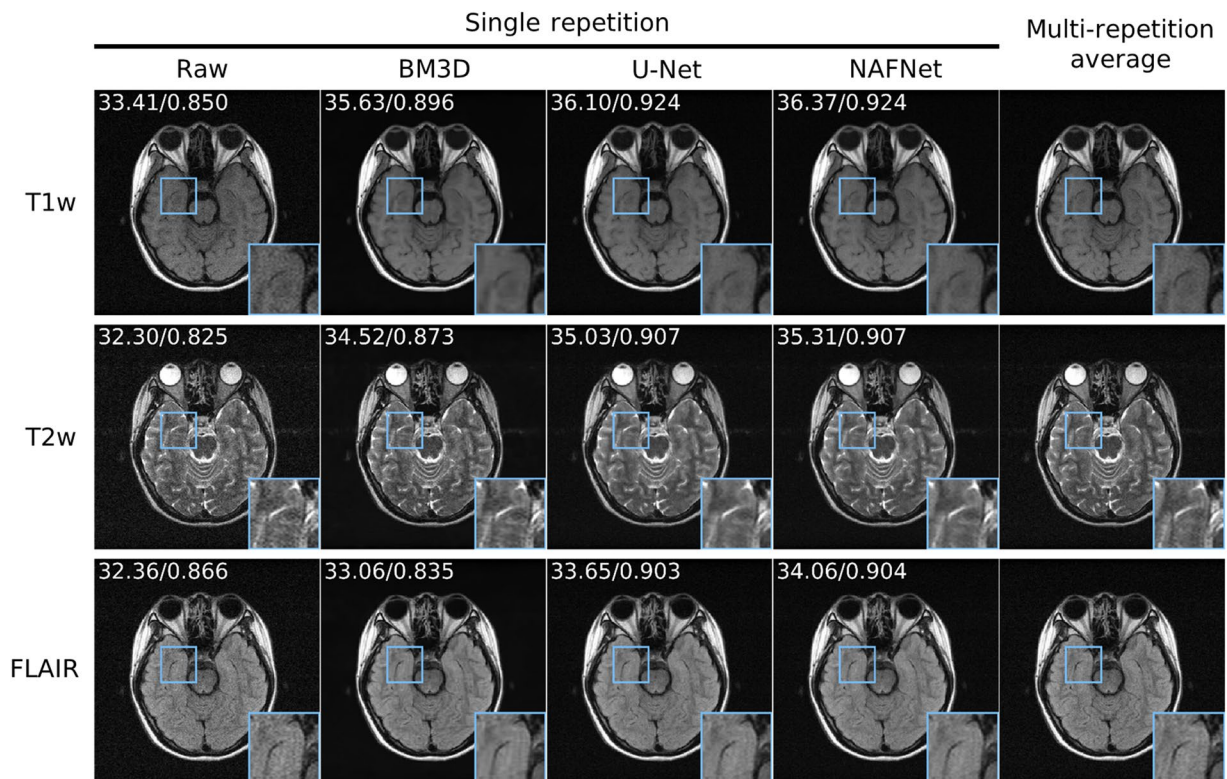 Single repetition
Multi-repetition
average
Raw
BM3D
U-Net
NAFNet
T1w
33.41/0.850
35.63/0.896
36.10/0.924
36.37/0.924
T2w
32.30/0.825
34.52/0.873
35.03/0.907
35.31/0.907
FLAIR
32.36/0.866
33.06/0.835
33.65/0.903
34.06/0.904